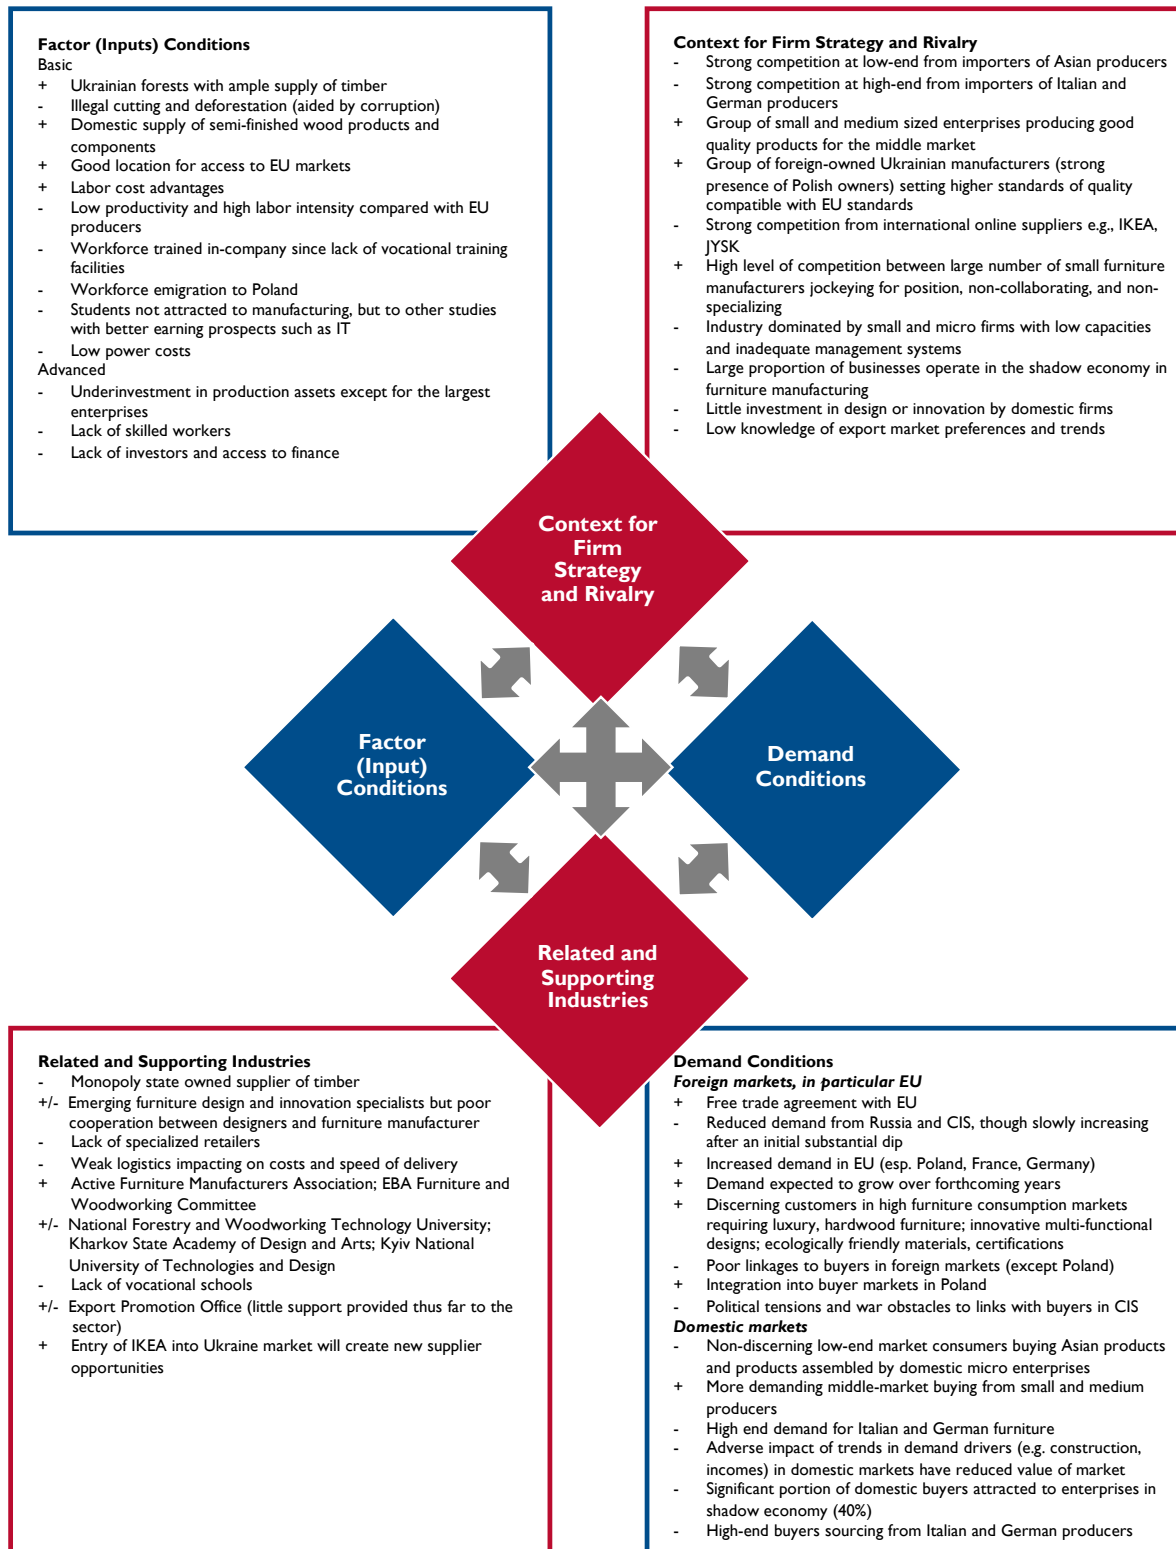 Factor (Inputs) Conditions
Basic
+ Ukrainian forests with ample supply of timber
- Illegal cutting and deforestation (aided by corruption)
+ Domestic supply of semi-finished wood products and
components
+ Good location for access to EU markets
+ Labor cost advantages
- Low productivity and high labor intensity compared with EU
producers
- Workforce trained in-company since lack of vocational training
facilities
- Workforce emigration to Poland
- Students not attracted to manufacturing, but to other studies
with better earning prospects such as IT
- Low power costs
Advanced
- Underinvestment in production assets except for the largest
enterprises
- Lack of skilled workers
- Lack of investors and access to finance
Context for Firm Strategy and Rivalry
- Strong competition at low-end from importers of Asian producers
- Strong competition at high-end from importers of Italian and
German producers
+ Group of small and medium sized enterprises producing good
quality products for the middle market
+ Group of foreign-owned Ukrainian manufacturers (strong
presence of Polish owners) setting higher standards of quality
compatible with EU standards
- Strong competition from international online suppliers e.g., IKEA,
JYSK
+ High level of competition between large number of small furniture
manufacturers jockeying for position, non-collaborating, and non-
specializing
- Industry dominated by small and micro firms with low capacities
and inadequate management systems
- Large proportion of businesses operate in the shadow economy in
furniture manufacturing
- Little investment in design or innovation by domestic firms
- Low knowledge of export market preferences and trends
Context for
Firm
Strategy
and Rivalry
Factor
(Input)
Conditions
Demand
Conditions
Related and
Supporting
Industries
Related and Supporting Industries
- Monopoly state owned supplier of timber
+/- Emerging furniture design and innovation specialists but poor
cooperation between designers and furniture manufacturer
- Lack of specialized retailers
- Weak logistics impacting on costs and speed of delivery
+ Active Furniture Manufacturers Association; EBA Furniture and
Woodworking Committee
+/- National Forestry and Woodworking Technology University;
Kharkov State Academy of Design and Arts; Kyiv National
University of Technologies and Design
- Lack of vocational schools
+/- Export Promotion Office (little support provided thus far to the
sector)
+ Entry of IKEA into Ukraine market will create new supplier
opportunities
Demand Conditions
Foreign markets, in particular EU
+ Free trade agreement with EU
- Reduced demand from Russia and CIS, though slowly increasing
after an initial substantial dip
+ Increased demand in EU (esp. Poland, France, Germany)
+ Demand expected to grow over forthcoming years
+ Discerning customers in high furniture consumption markets
requiring luxury, hardwood furniture; innovative multi-functional
designs; ecologically friendly materials, certifications
- Poor linkages to buyers in foreign markets (except Poland)
+ Integration into buyer markets in Poland
- Political tensions and war obstacles to links with buyers in CIS
Domestic markets
- Non-discerning low-end market consumers buying Asian products
and products assembled by domestic micro enterprises
+ More demanding middle-market buying from small and medium
producers
- High end demand for Italian and German furniture
- Adverse impact of trends in demand drivers (e.g. construction,
incomes) in domestic markets have reduced value of market
- Significant portion of domestic buyers attracted to enterprises in
shadow economy (40%)
- High-end buyers sourcing from Italian and German producers